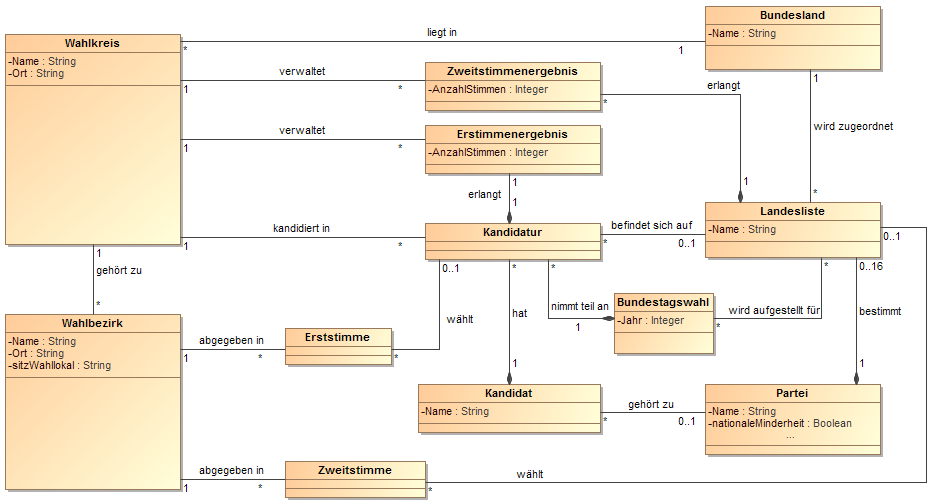 Bundesland
-Name : String
Wahlkreis
-Name : String
-Ort : String
liegt in
*
1
verwaltet
1
*
Zweitstimmenergebnis
-AnzahlStimmen : Integer
*
erlangt
1
1
wird zugeordnet
*
verwaltet
1
*
Erstimmenergebnis
-AnzahlStimmen : Integer
1
erlangt
1
kandidiert in
1
*
Kandidatur
befindet sich auf
*
0..1
Landesliste
-Name : String
0..1
1
gehört zu
*
0..1
*
*
*
0..16
wählt
hat
nimmt teil an
1
Bundestagswahl
-Jahr : Integer
*
wird aufgestellt für
bestimmt
Wahlbezirk
-Name : String
-Ort : String
-sitzWahllokal : String
abgegeben in
1
*
Erststimme
*
1
1
Kandidat
-Name : String
gehört zu
*
0..1
Partei
-Name : String
-nationaleMinderheit : Boolean
...
abgegeben in
1
*
Zweitstimme
wählt
*